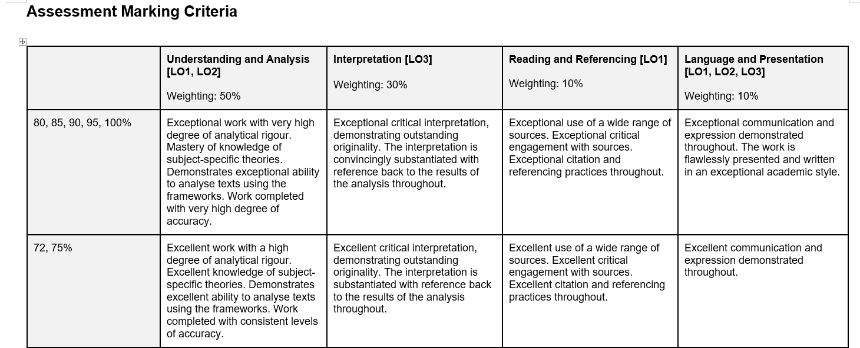 Assessment Marking Criteria
Understanding and Analysis
[LO1, LO2]
Weighting: 50%
Interpretation [LO3]
Weighting: 30%
Reading and Referencing [LO1]
Weighting: 10%
Language and Presentation
[LO1, LO2, LO3]
Weighting: 10%
80, 85, 90, 95, 100%
Exceptional work with very high
degree of analytical rigour.
Mastery of knowledge of
subject-specific theories.
Demonstrates exceptional ability
to analyse texts using the
frameworks. Work completed
with very high degree of
accuracy.
Exceptional critical interpretation,
demonstrating outstanding
originality. The interpretation is
convincingly substantiated with
reference back to the results of
the analysis throughout.
Exceptional use of a wide range of
sources. Exceptional critical
engagement with sources.
Exceptional citation and
referencing practices throughout.
Exceptional communication and
expression demonstrated
throughout. The work is
flawlessly presented and written
in an exceptional academic style.
72, 75%
Excellent work with a high
degree of analytical rigour.
Excellent knowledge of subject-
specific theories. Demonstrates
excellent ability to analyse texts
using the frameworks. Work
completed with consistent levels
of accuracy.
Excellent critical interpretation,
demonstrating outstanding
originality. The interpretation is
substantiated with reference back
to the results of the analysis
throughout.
Excellent use of a wide range of
sources. Excellent critical
engagement with sources.
Excellent citation and referencing
practices throughout.
Excellent communication and
expression demonstrated
throughout.